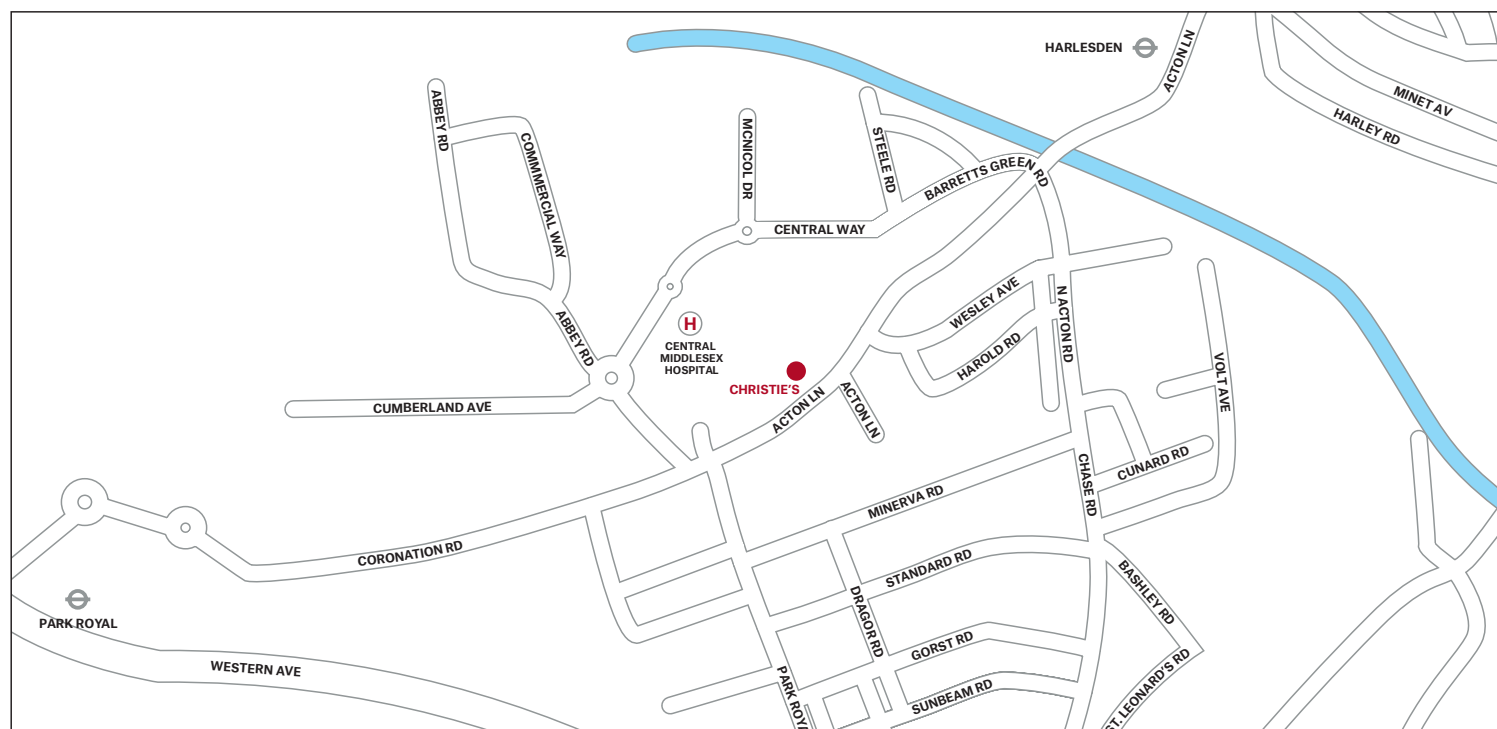 HARLESDEN
ACTON LN
MINET AV
HARLEY RD
ABBEY RD
COMMMERCIAL WAY
MCNICOL DR
STEELE RD
BARRETTS GREEN RD
CENTRAL WAY
ABBEY RD
H
CENTRAL
MIDDLESEX
HOSPITAL
WESLEY AVE
N ACTON RD
HAROLD RD
VOLT AVE
CHRISTIE'S
ACTON LN
ACTON LN
CUMBERLAND AVE
CUNARD RD
CHASE RD
MINERVA RD
CORONATION RD
STANDARD RD
BASHLEY RD
DRAGOR RD
PARK ROYAL
GORST RD
WESTERN AVE
PARK ROYA
SUNBEAM RD
ST. LEONARD'S RD